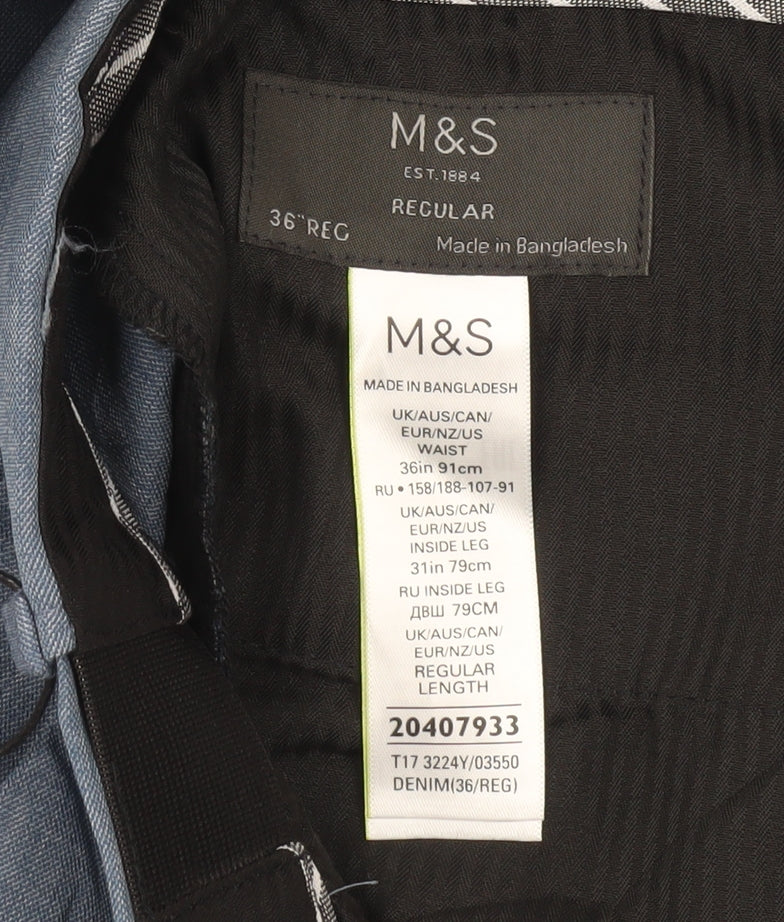 M&S
EST.1884
REGULAR
36"REG
Made in Bangladesh
M&S
MADE IN BANGLADESH
UK/AUS/CAN/
EUR/NZ/US
WAIST
36in 91cm
RU • 158/188-107-91
UK/AUS/CAN/
EUR/NZ/US
INSIDE LEG
31in 79cm
RU INSIDE LEG
ДВШ 79CM
UK/AUS/CAN/
EUR/NZ/US
REGULAR
LENGTH
20407933
T17 3224Y/03550
DENIM(36/REG)